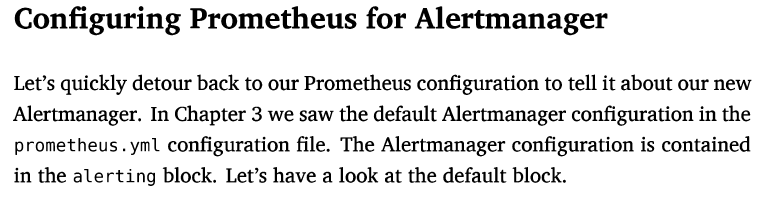 Configuring Prometheus for Alertmanager
Let’s quickly detour back to our Prometheus configuration to tell it about our new
Alertmanager. In Chapter 3 we saw the default Alertmanager configuration in the
prometheus.yml configuration file. The Alertmanager configuration is contained
in the alerting block. Let’s have a look at the default block.